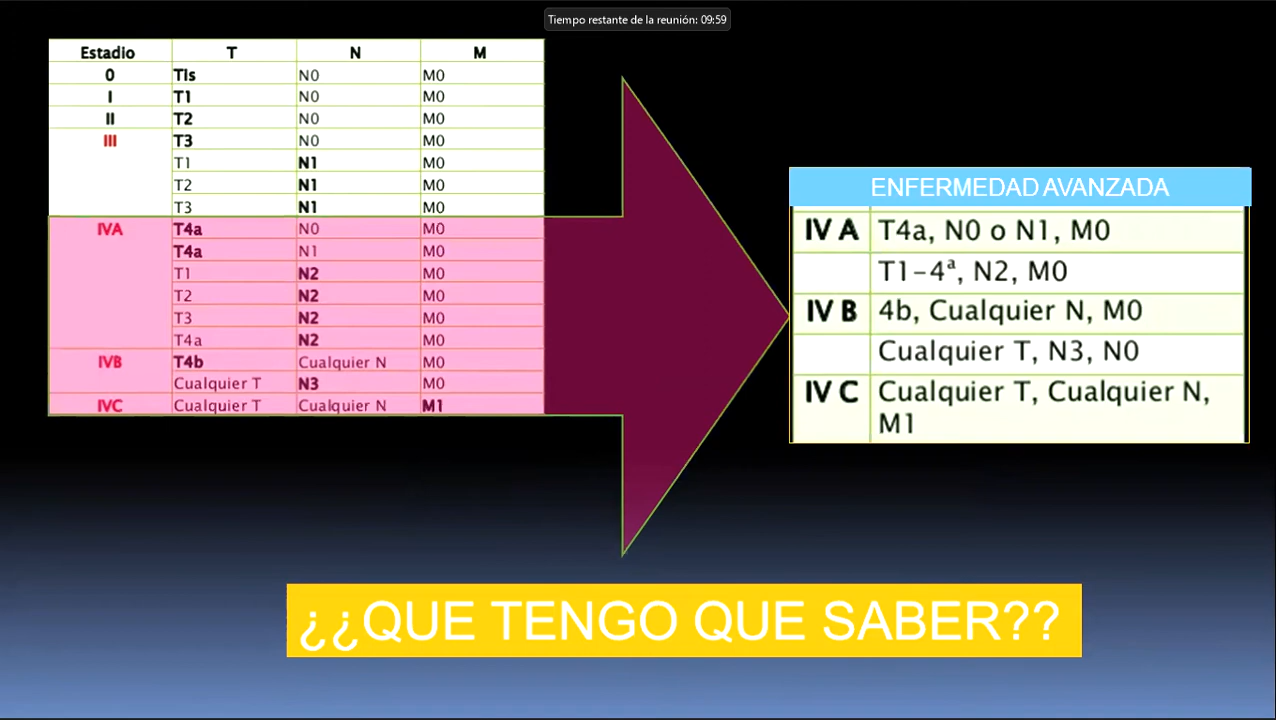 Tiempo restante de la reunión: 09:59
Estadio T N M
0 TIs N0 M0
I T1 N0 M0
II T2 N0 M0
III T3 N0 M0
T1 N1 M0
T2 N1 M0
T3 N1 M0
IVA T4a N0 M0
T4a N1 M0
T1 N2 M0
T2 N2 M0
T3 N2 M0
T4a N2 M0
IVB T4b Cualquier N M0
Cualquier T N3 M0
IVC Cualquier T Cualquier N M1
ENFERMEDAD AVANZADA
IV A T4a, N0 o N1, M0
T1-4ª, N2, M0
IV B 4b, Cualquier N, M0
Cualquier T, N3, N0
IV C Cualquier T, Cualquier N,
M1
¿¿QUE TENGO QUE SABER??